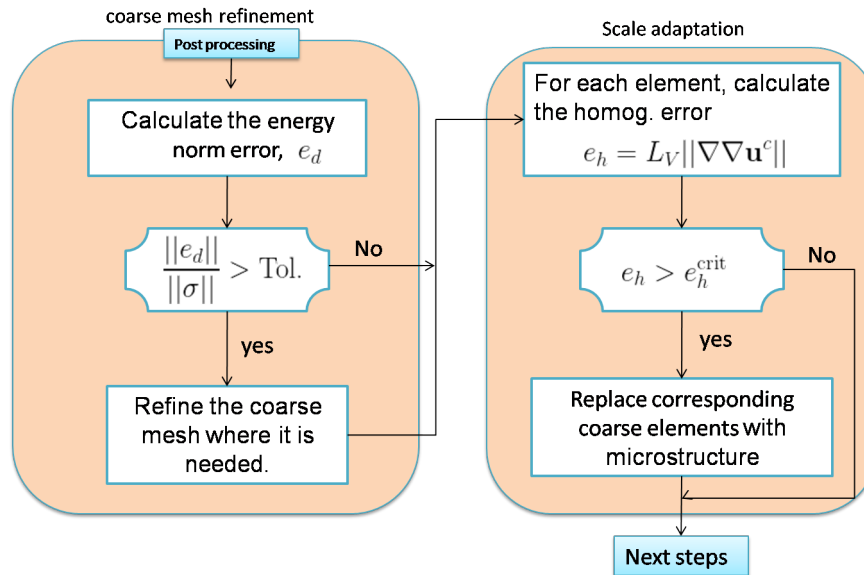 coarse mesh refinement
Post processing
Calculate the energy
norm error, e_d
||e_d||
||σ||
> Tol.
No
yes
Refine the coarse
mesh where it is
needed.
Scale adaptation
For each element, calculate
the homog. error
e_h = L_V||∇∇u^c||
e_h > e_h^crit
No
yes
Replace corresponding
coarse elements with
microstructure
Next steps